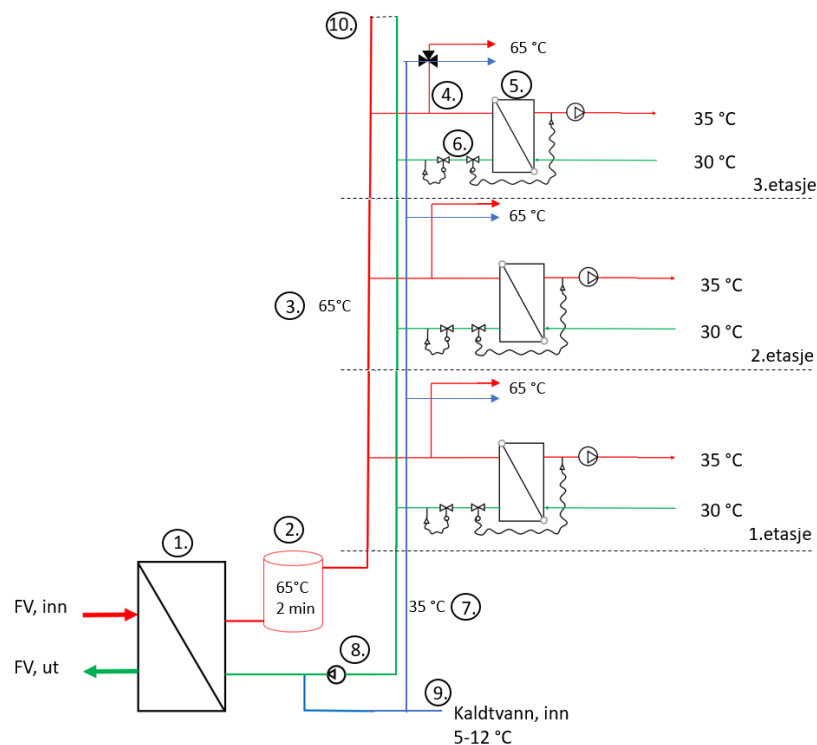 10.
65 °C
4.
5.
35 °C
6.
30 °C
3.etasje
65 °C
3.
65°C
35 °C
30 °C
2.etasje
65 °C
35 °C
30 °C
1.etasje
1.
2.
65°C
2 min
FV, inn
35 °C
7.
FV, ut
8.
9.
Kaldtvann, inn
5-12 °C